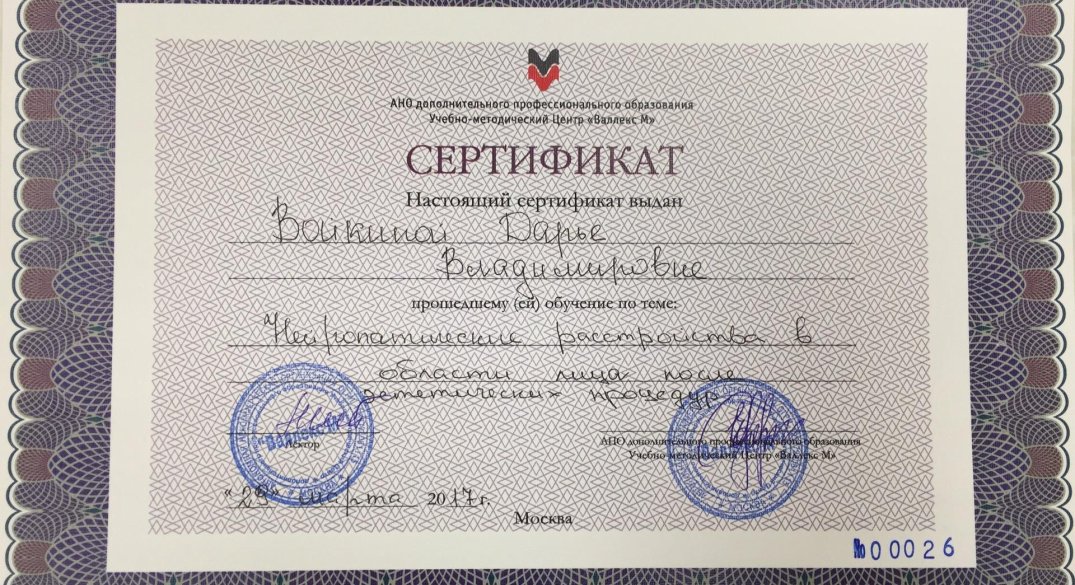 АНО дополнительного профессионального образования
Учебно-методический Центр «Валлекс М»
СЕРТИФИКАТ
Настоящий сертификат выдан
Войкиной Дарье
Владимировне
прошедшему (ей) обучение по теме:
"Нейропатические расстройства в
области лица после
эстетических процедур"
Лектор
АНО дополнительного профессионального образования
Учебно-методический Центр «Валлекс М»
"29" марта 2017г.
Москва
№00026